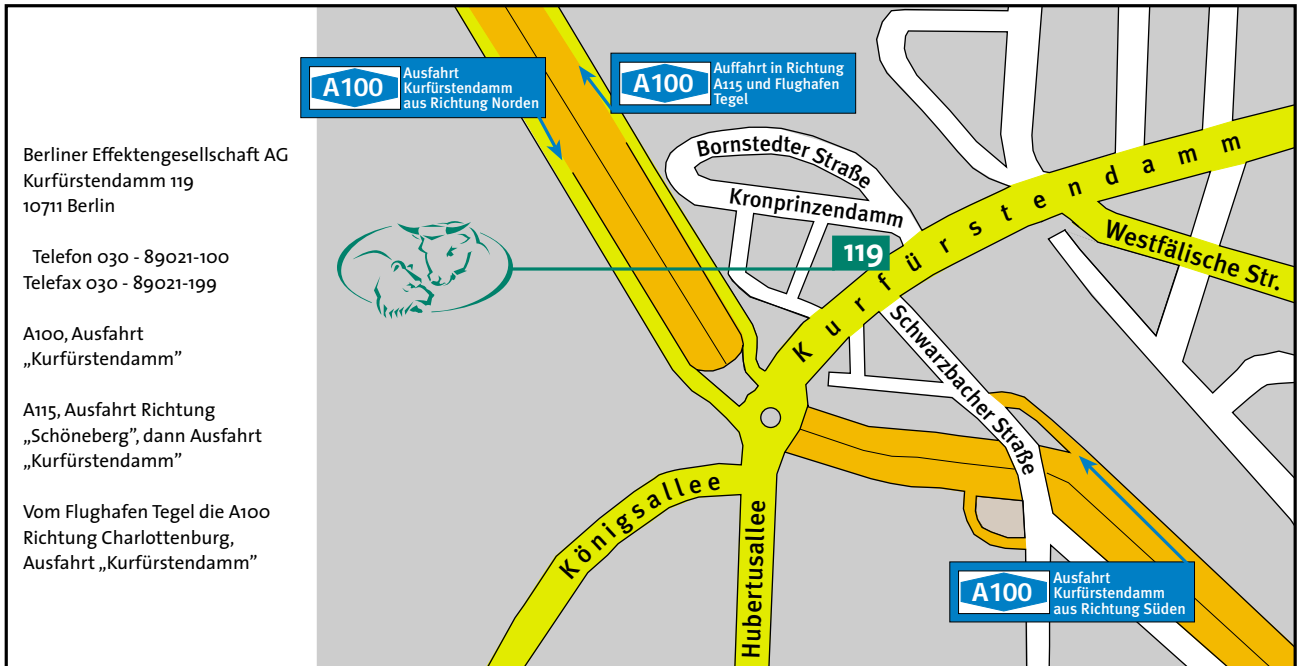 Berliner Effektengesellschaft AG
Kurfürstendamm 119
10711 Berlin
Telefon 030 - 89021-100
Telefax 030 - 89021-199
A100, Ausfahrt
„Kurfürstendamm”
A115, Ausfahrt Richtung
„Schöneberg”, dann Ausfahrt
„Kurfürstendamm”
Vom Flughafen Tegel die A100
Richtung Charlottenburg,
Ausfahrt „Kurfürstendamm”
A100
Ausfahrt
Kurfürstendamm
aus Richtung Norden
A100
Auffahrt in Richtung
A115 und Flughafen
Tegel
Bornstedter Straße
Kronprinzendamm
119
Kurfürstendamm
Westfälische Str.
Schwarzbacher Straße
Königsallee
Hubertusallee
A100
Ausfahrt
Kurfürstendamm
aus Richtung Süden